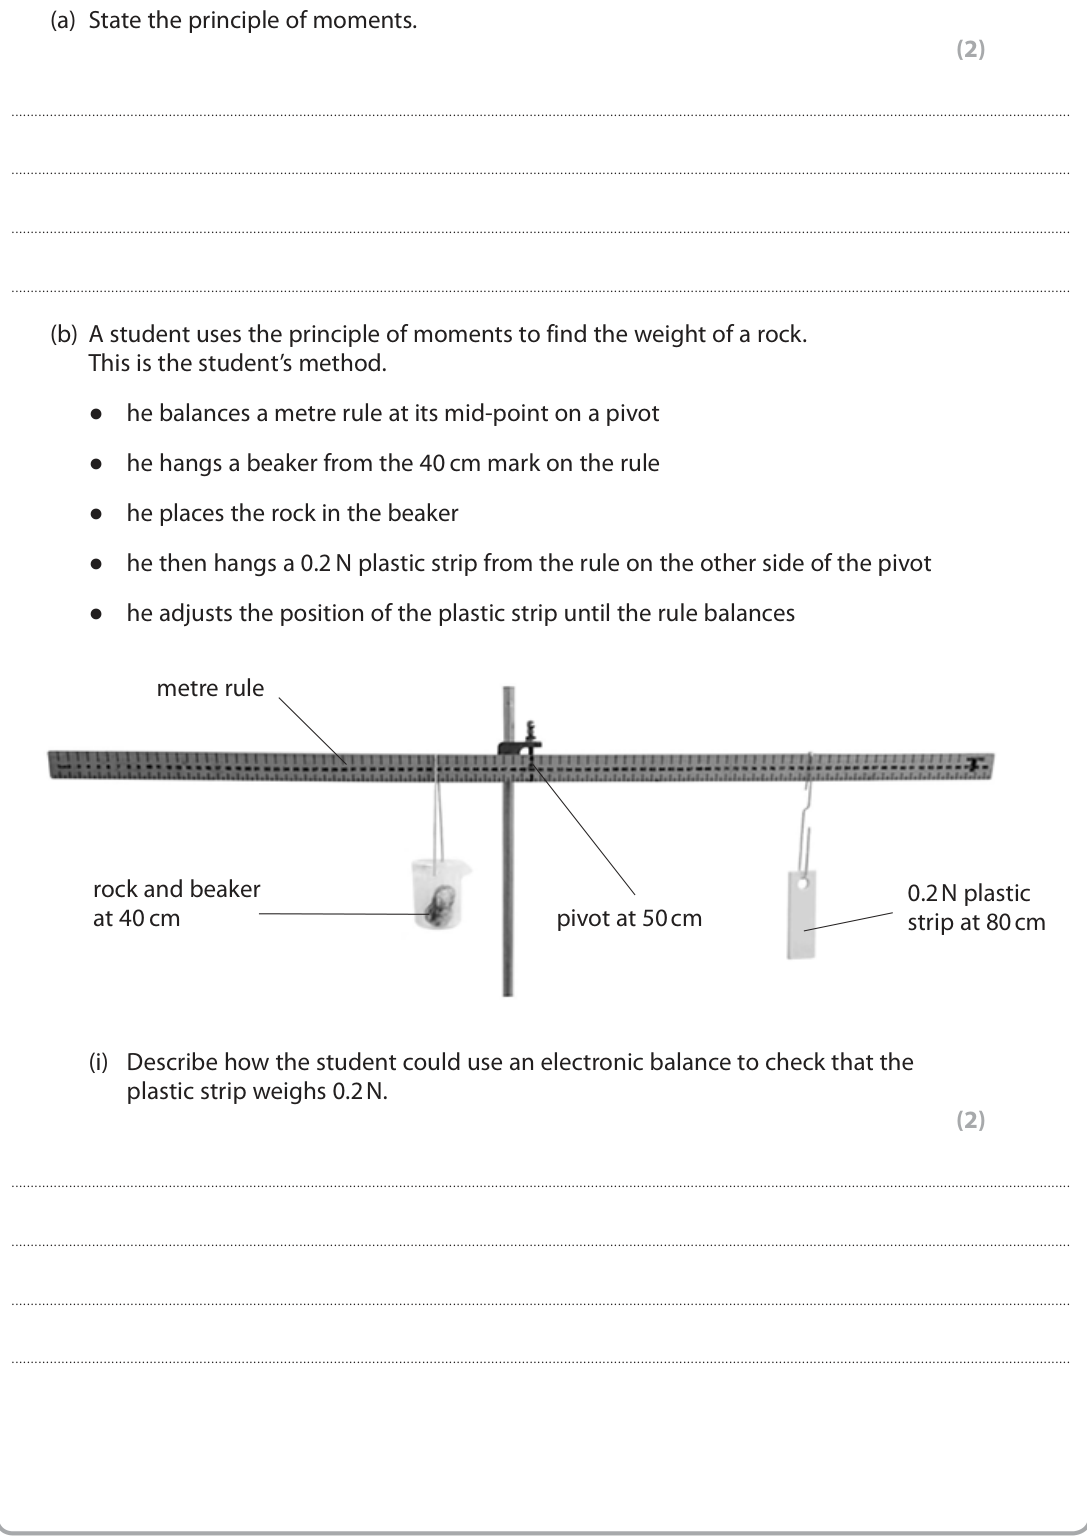 (a) State the principle of moments.
(2)
(b) A student uses the principle of moments to find the weight of a rock.
This is the student’s method.
● he balances a metre rule at its mid-point on a pivot
● he hangs a beaker from the 40 cm mark on the rule
● he places the rock in the beaker
● he then hangs a 0.2 N plastic strip from the rule on the other side of the pivot
● he adjusts the position of the plastic strip until the rule balances
metre rule
rock and beaker
at 40 cm
pivot at 50 cm
0.2 N plastic
strip at 80 cm
(i) Describe how the student could use an electronic balance to check that the
plastic strip weighs 0.2 N.
(2)